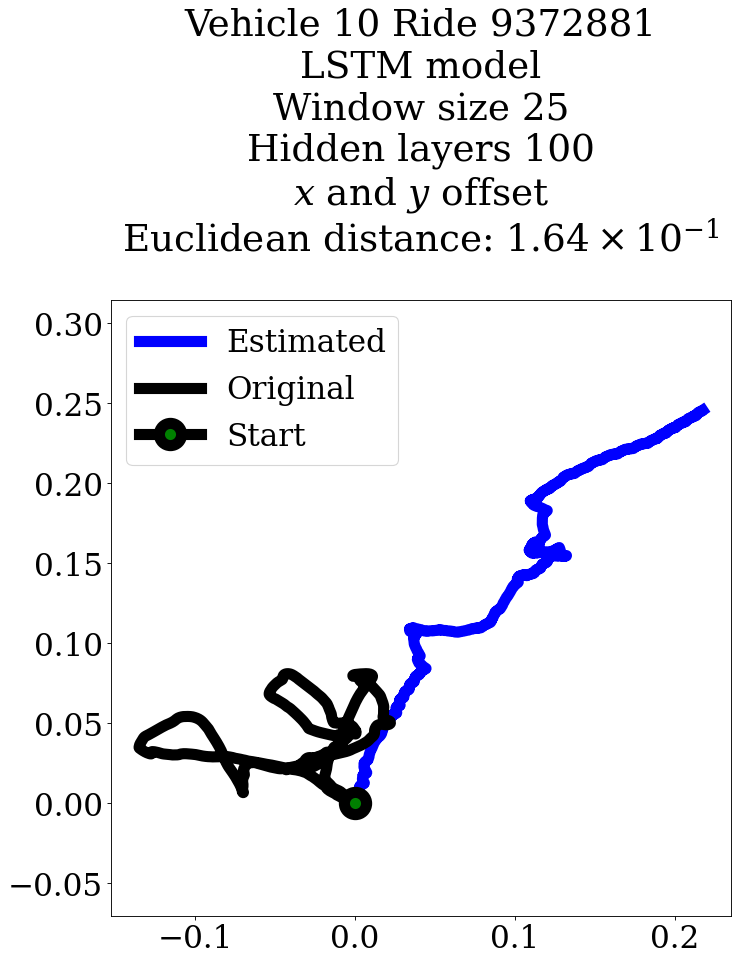 Vehicle 10 Ride 9372881
LSTM model
Window size 25
Hidden layers 100
x and y offset
Euclidean distance: 1.64 × 10⁻¹
Estimated
Original
Start
0.30
0.25
0.20
0.15
0.10
0.05
0.00
−0.05
−0.1 0.0 0.1 0.2